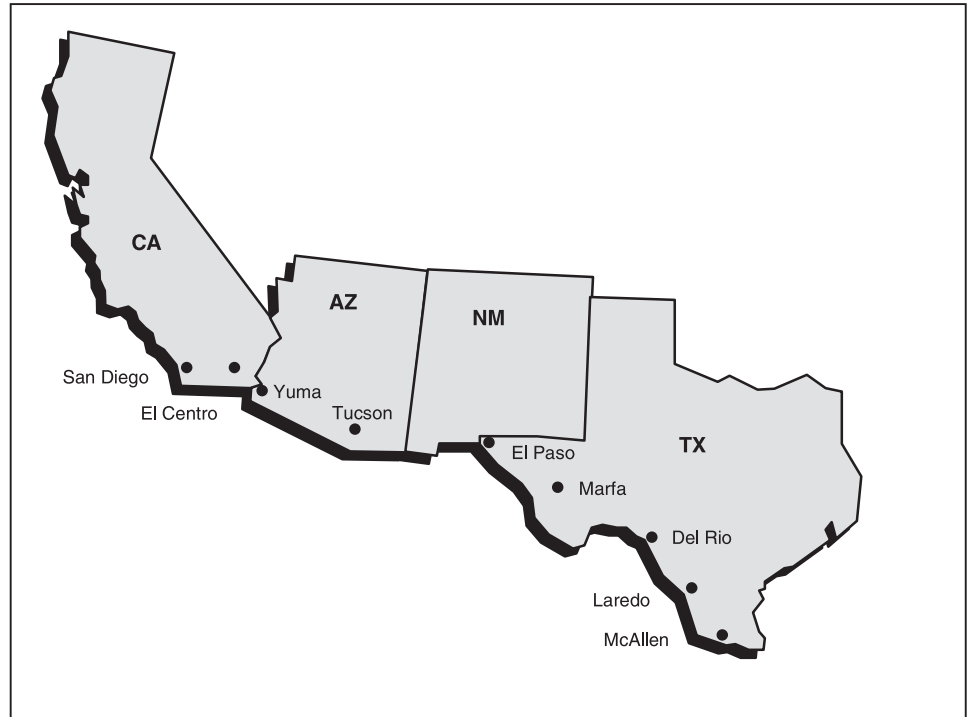 CA
AZ
NM
San Diego
El Centro
Yuma
Tucson
El Paso
TX
Marfa
Del Rio
Laredo
McAllen